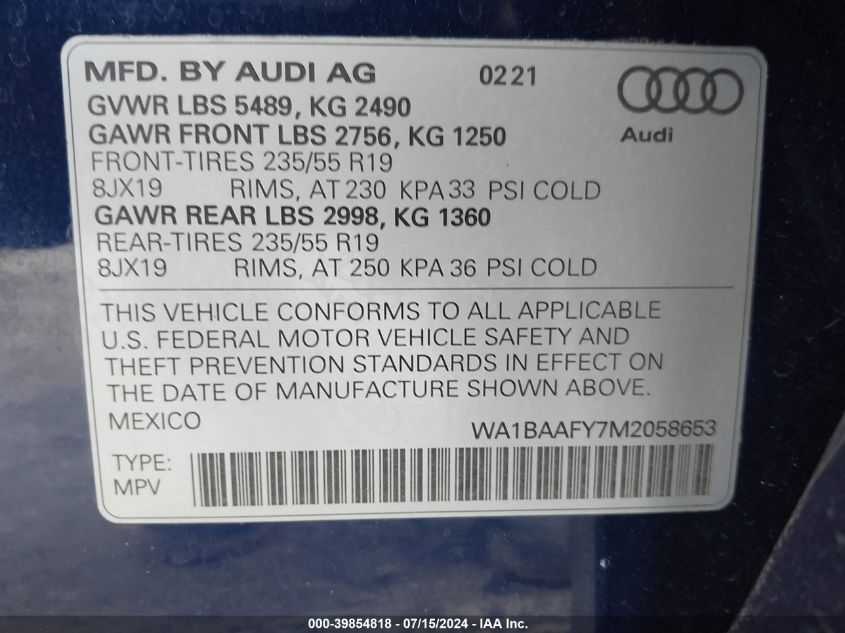 MFD. BY AUDI AG 0221
GVWR LBS 5489, KG 2490
GAWR FRONT LBS 2756, KG 1250
Audi
FRONT-TIRES 235/55 R19
8JX19 RIMS, AT 230 KPA 33 PSI COLD
GAWR REAR LBS 2998, KG 1360
REAR-TIRES 235/55 R19
8JX19 RIMS, AT 250 KPA 36 PSI COLD
THIS VEHICLE CONFORMS TO ALL APPLICABLE
U.S. FEDERAL MOTOR VEHICLE SAFETY AND
THEFT PREVENTION STANDARDS IN EFFECT ON
THE DATE OF MANUFACTURE SHOWN ABOVE.
MEXICO
WA1BAAFY7M2058653
TYPE:
MPV
000-39854818 - 07/15/2024 - IAA Inc.